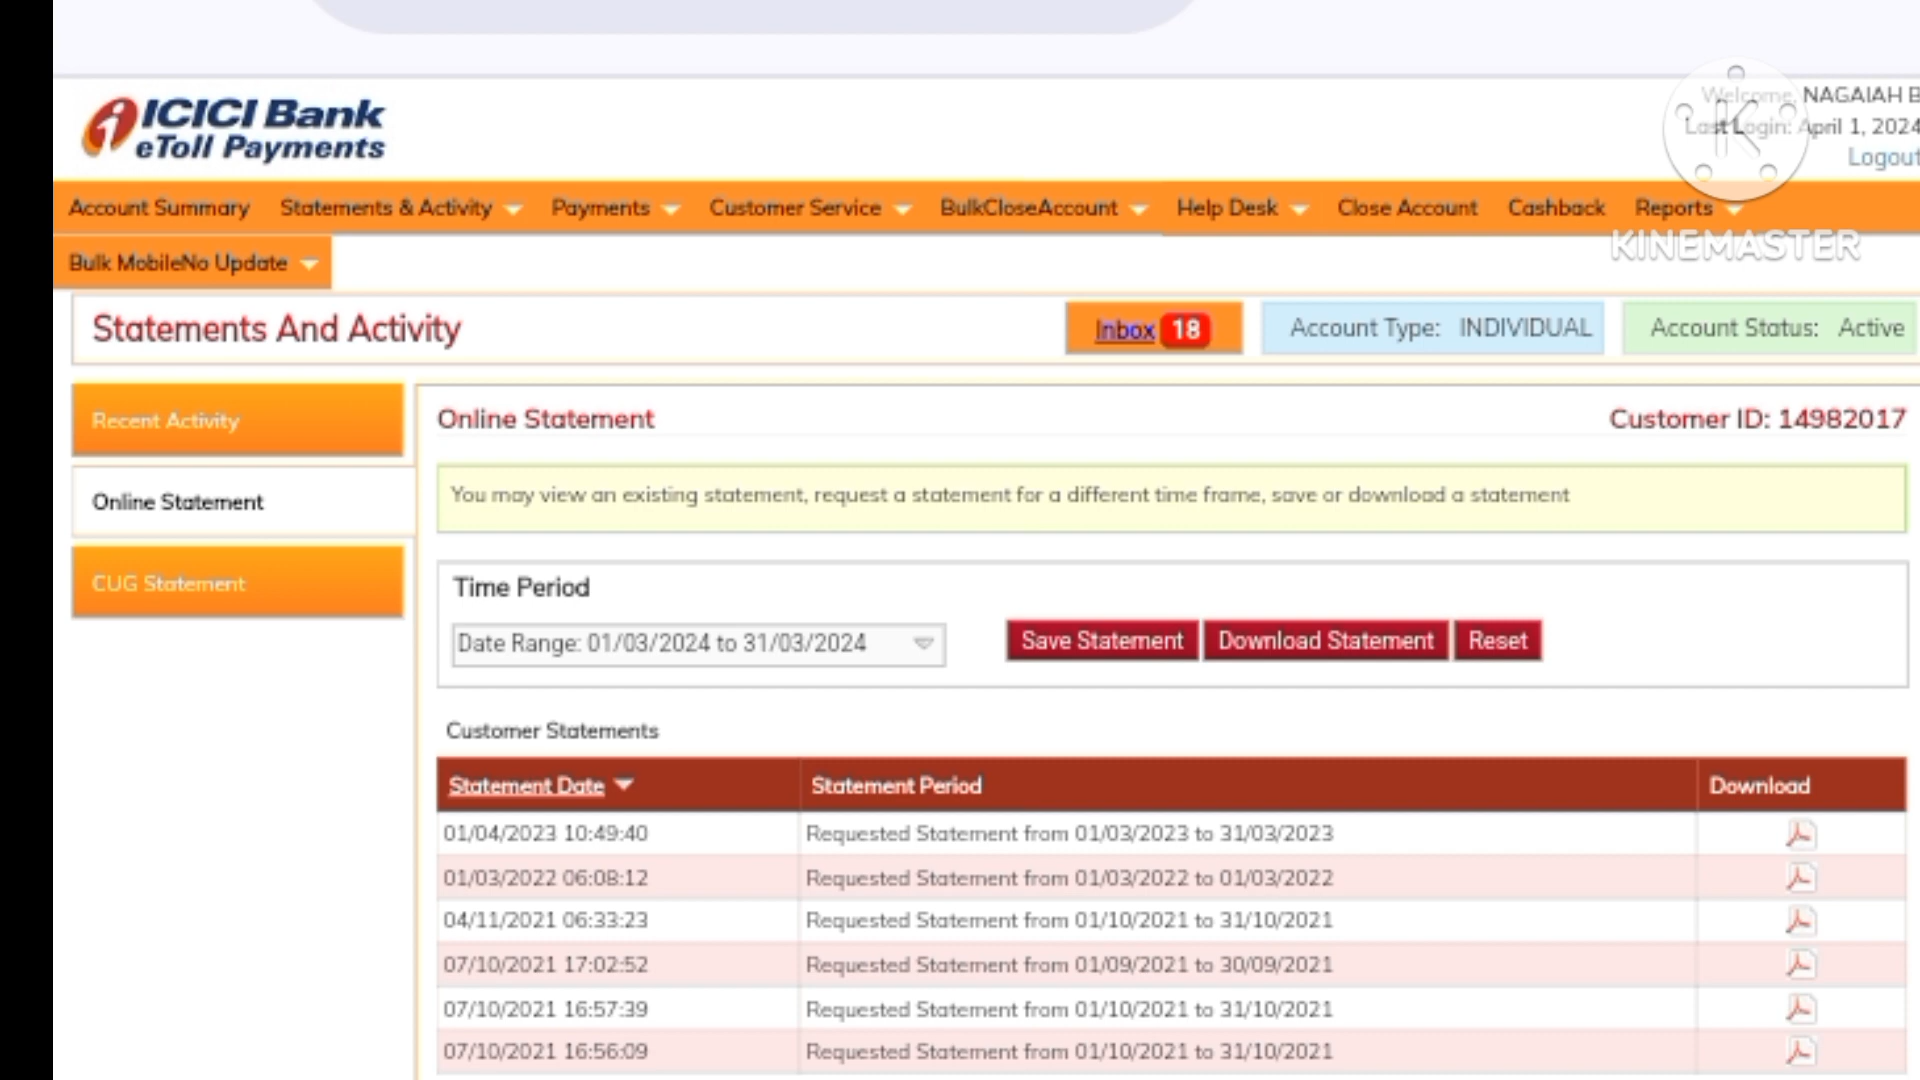 ICICI Bank
eToll Payments
Welcome, NAGAIAH B
Last Login: April 1, 2024
Logout
Account Summary Statements & Activity Payments Customer Service BulkCloseAccount Help Desk Close Account Cashback Reports
KINEMASTER
Bulk MobileNo Update
Statements And Activity
Inbox 18
Account Type: INDIVIDUAL
Account Status: Active
Recent Activity
Online Statement
CUG Statement
Online Statement
Customer ID: 14982017
You may view an existing statement, request a statement for a different time frame, save or download a statement
Time Period
Date Range: 01/03/2024 to 31/03/2024
Save Statement Download Statement Reset
Customer Statements
Statement Date Statement Period Download
01/04/2023 10:49:40 Requested Statement from 01/03/2023 to 31/03/2023
01/03/2022 06:08:12 Requested Statement from 01/03/2022 to 01/03/2022
04/11/2021 06:33:23 Requested Statement from 01/10/2021 to 31/10/2021
07/10/2021 17:02:52 Requested Statement from 01/09/2021 to 30/09/2021
07/10/2021 16:57:39 Requested Statement from 01/10/2021 to 31/10/2021
07/10/2021 16:56:09 Requested Statement from 01/10/2021 to 31/10/2021